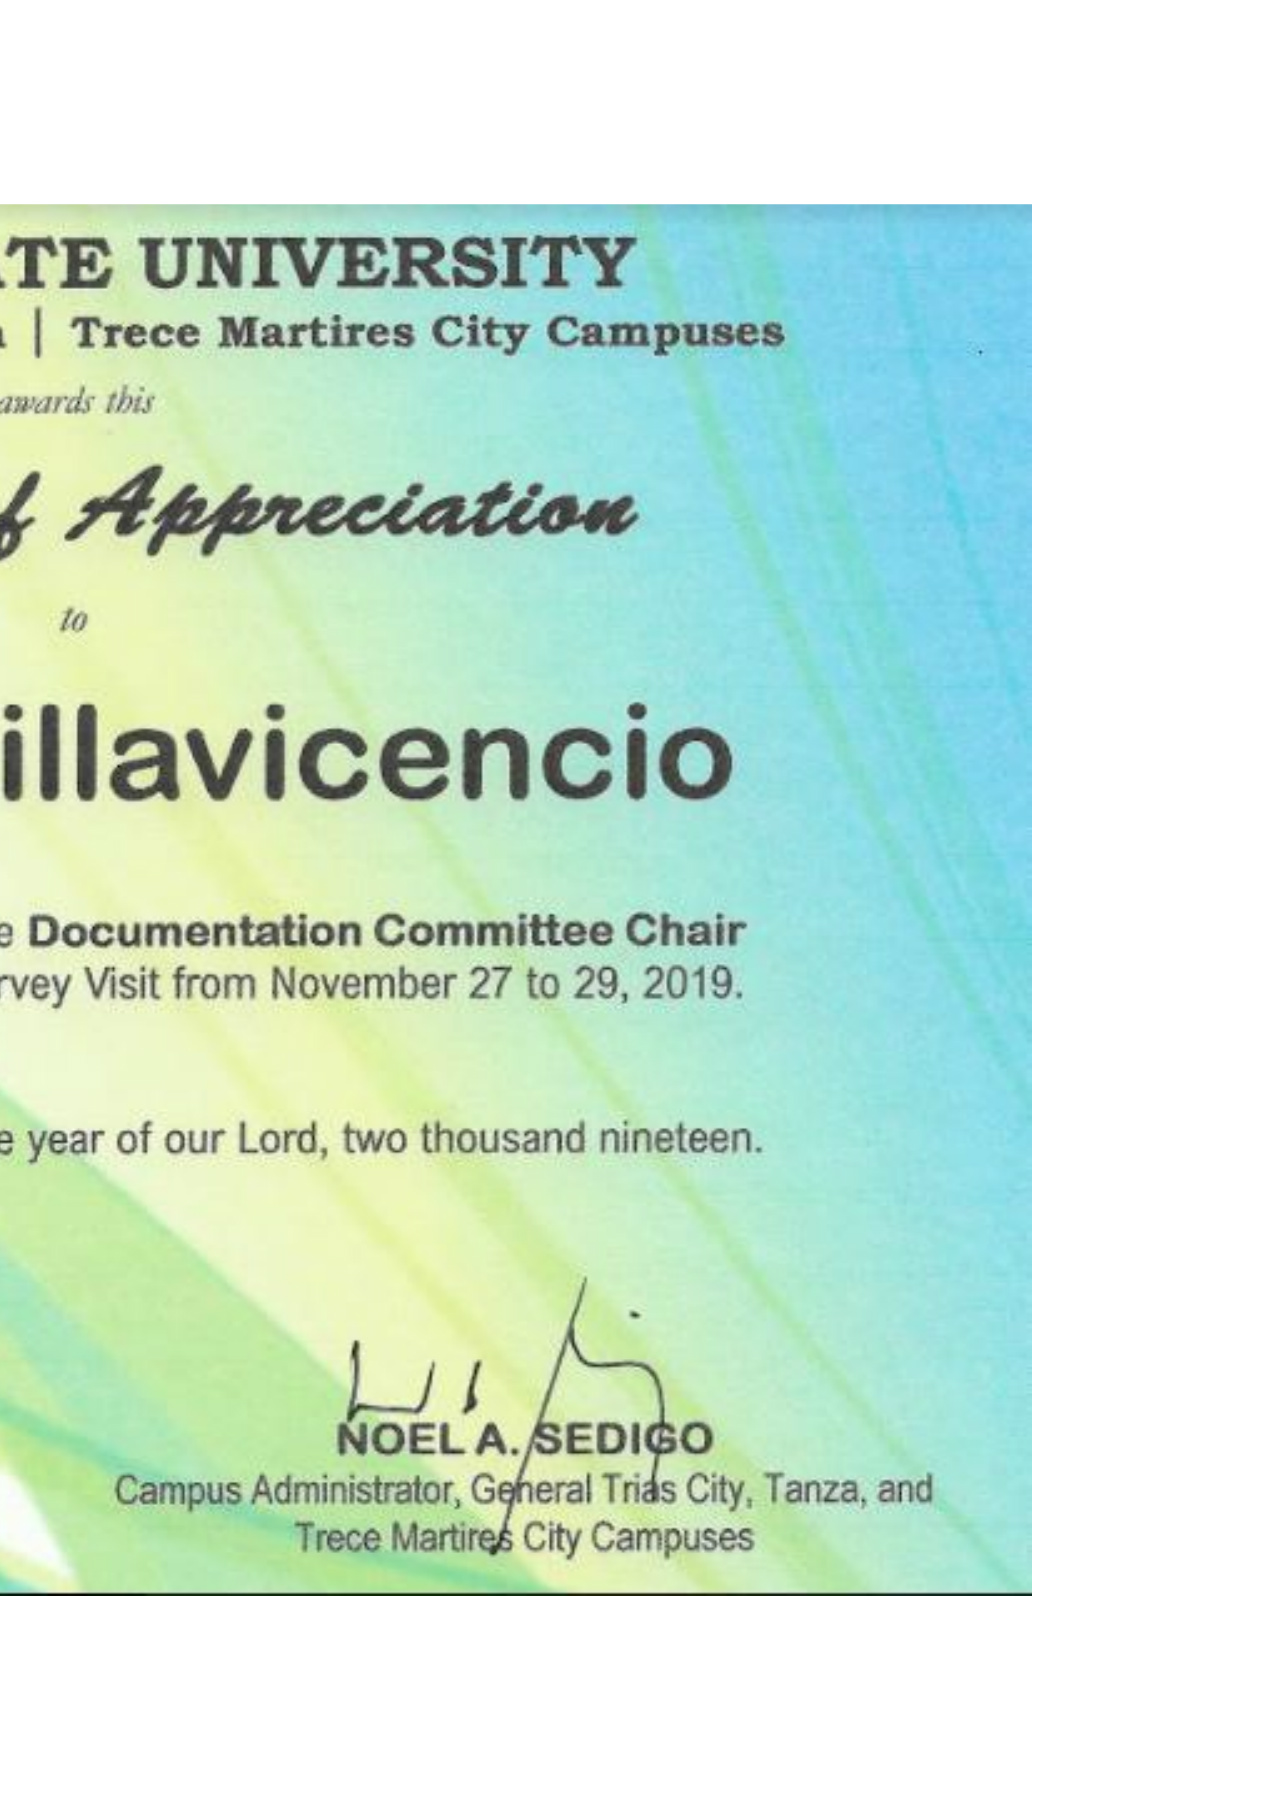 ATE UNIVERSITY
a | Trece Martires City Campuses
awards this
of Appreciation
to
illavicencio
e Documentation Committee Chair
rvey Visit from November 27 to 29, 2019.
e year of our Lord, two thousand nineteen.
NOEL A. SEDIGO
Campus Administrator, General Trias City, Tanza, and
Trece Martires City Campuses